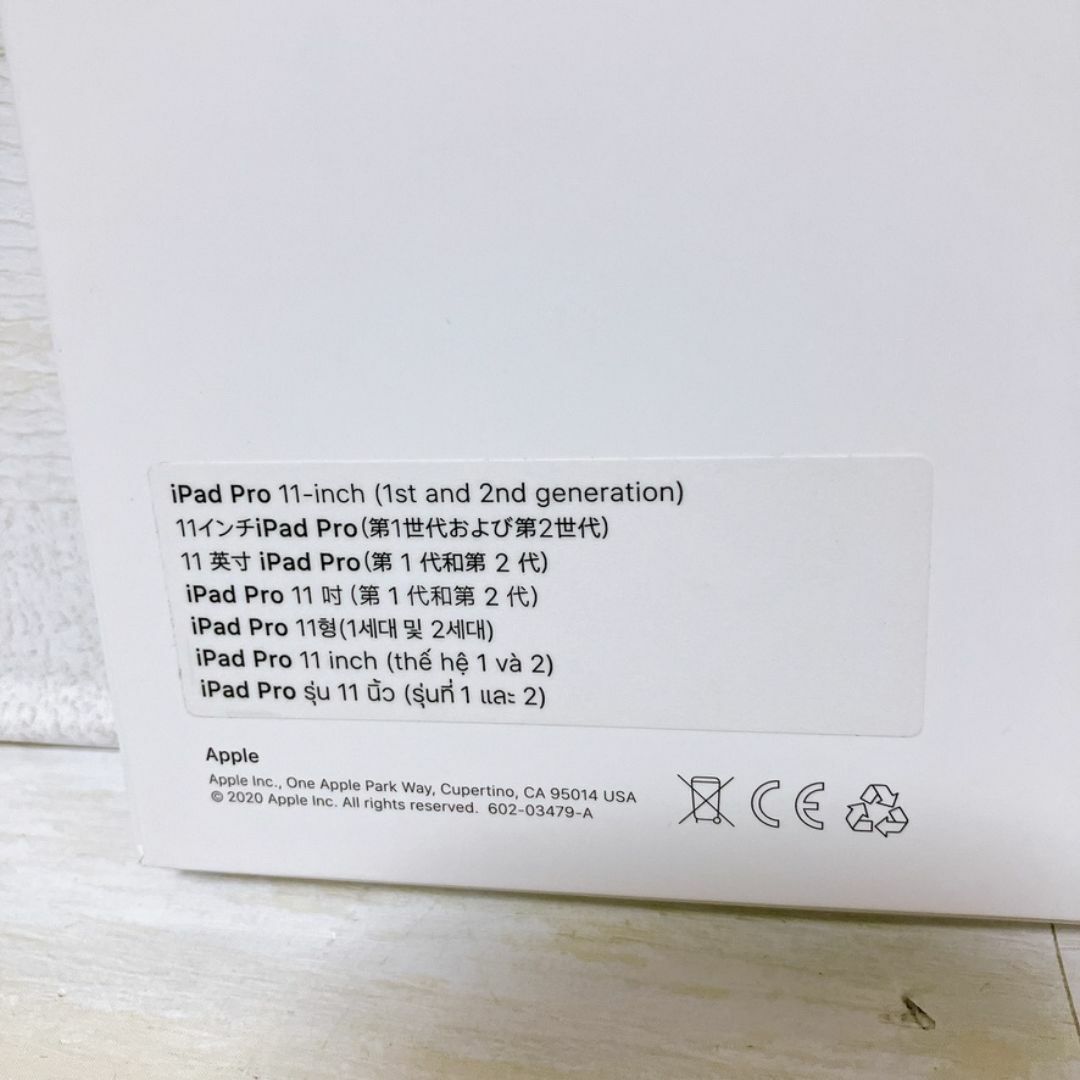 iPad Pro 11-inch (1st and 2nd generation)
11インチiPad Pro(第1世代および第2世代)
11 英寸 iPad Pro(第 1 代和第 2 代)
iPad Pro 11 吋 (第 1 代和第 2 代)
iPad Pro 11형(1세대 및 2세대)
iPad Pro 11 inch (thế hệ 1 và 2)
iPad Pro รุ่น 11 นิ้ว (รุ่นที่ 1 และ 2)
Apple
Apple Inc., One Apple Park Way, Cupertino, CA 95014 USA
© 2020 Apple Inc. All rights reserved. 602-03479-A
CE